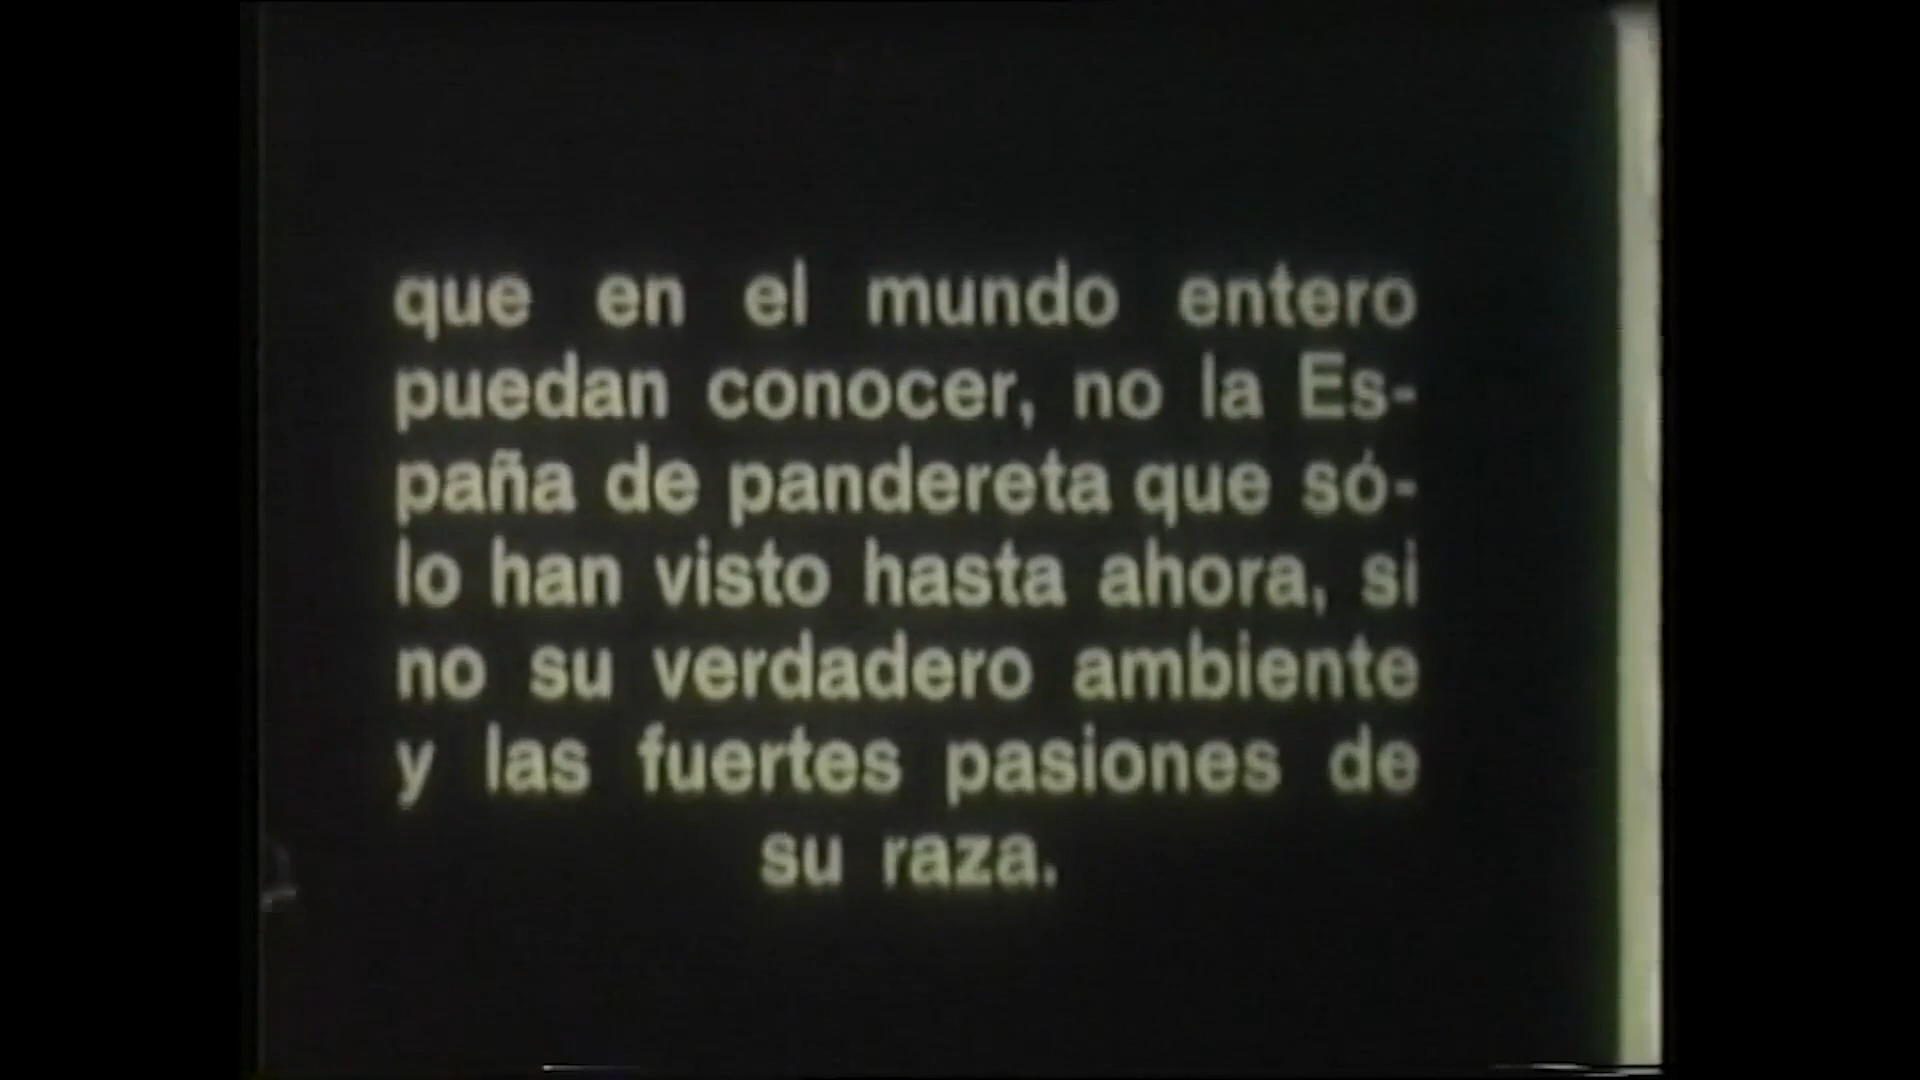 que en el mundo entero
puedan conocer, no la Es-
paña de pandereta que só-
lo han visto hasta ahora, si
no su verdadero ambiente
y las fuertes pasiones de
su raza.